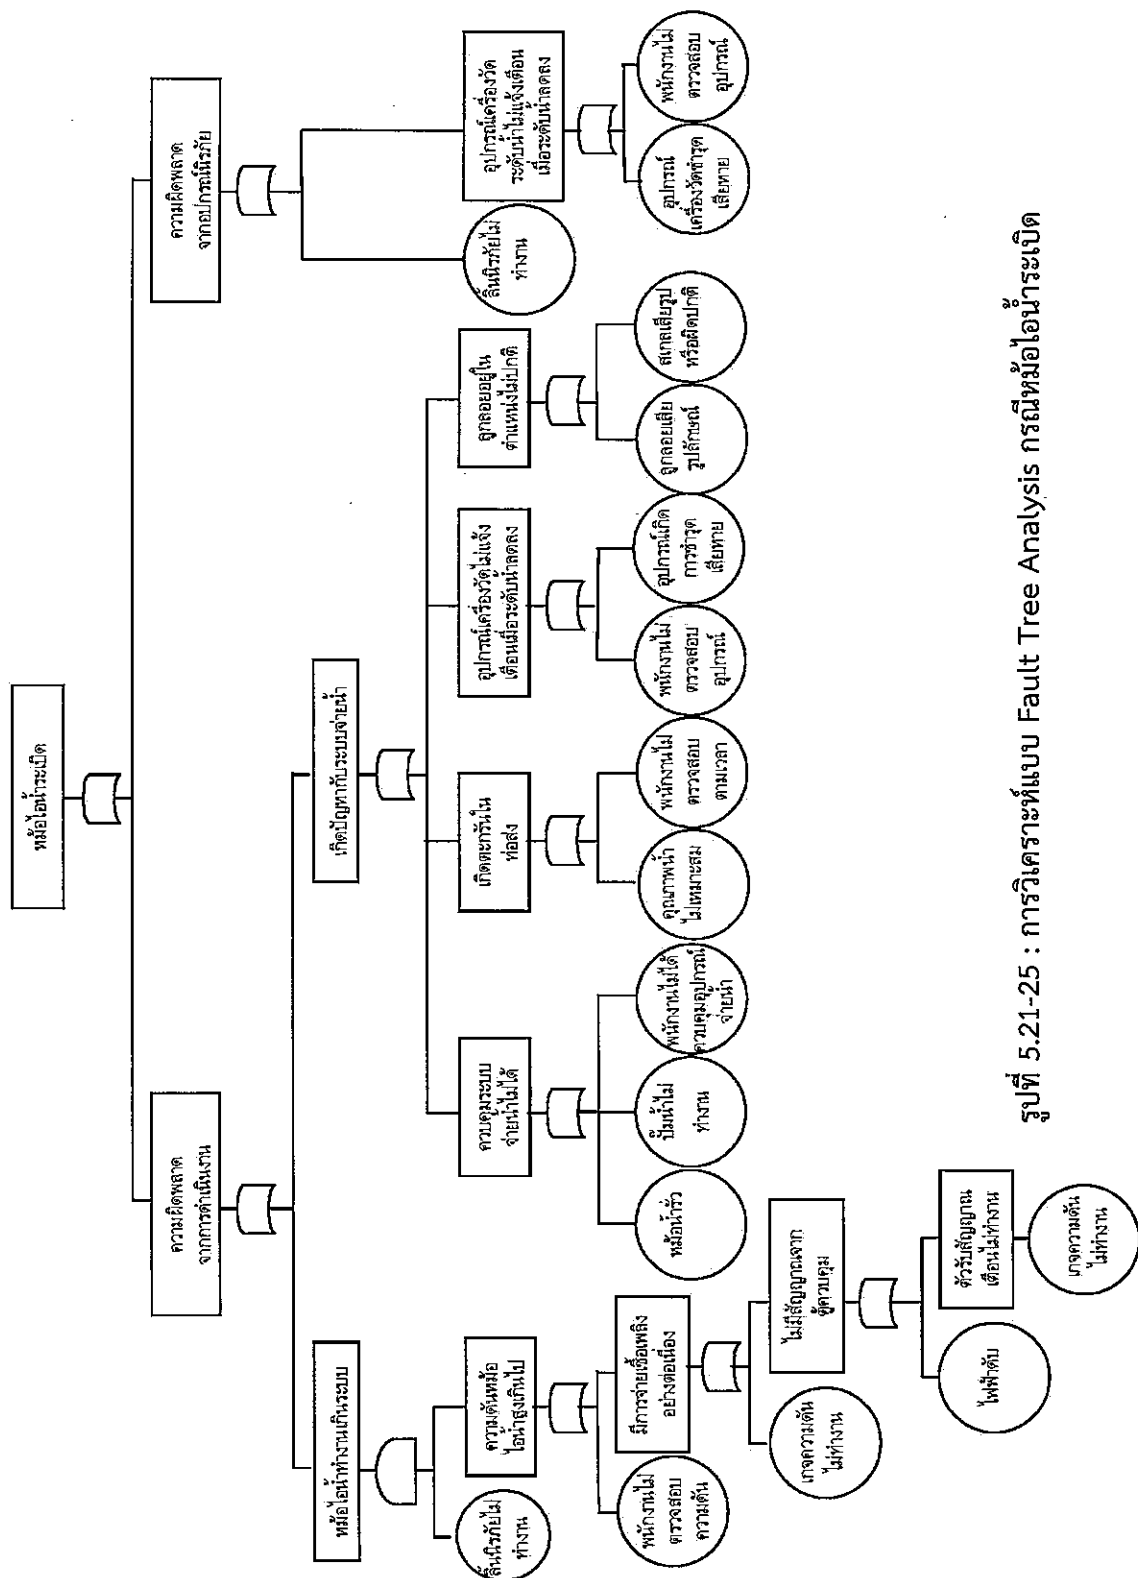 หม้อไอน้ำระเบิด
ความผิดพลาด
จากการดำเนินงาน
ความผิดพลาด
จากอุปกรณ์นิรภัย
หม้อไอน้ำทำงานเกินระบบ
เกิดปัญหากับระบบจ่ายน้ำ
ลิ้นนิรภัยไม่
ทำงาน
ความดันหม้อ
ไอน้ำสูงเกินไป
ควบคุมระบบ
จ่ายน้ำไม่ได้
เกิดตะกรันใน
ท่อส่ง
อุปกรณ์เครื่องวัดไม่แจ้ง
เตือนเมื่อระดับน้ำลดลง
ลูกลอยอยู่ใน
ตำแหน่งไม่ปกติ
ลิ้นนิรภัยไม่
ทำงาน
อุปกรณ์เครื่องวัด
ระดับน้ำไม่แจ้งเตือน
เมื่อระดับน้ำลดลง
พนักงานไม่
ตรวจสอบ
ความดัน
มีการจ่ายเชื้อเพลิง
อย่างต่อเนื่อง
หม้อน้ำรั่ว
ปั๊มน้ำไม่
ทำงาน
พนักงานไม่ได้
ควบคุมอุปกรณ์
จ่ายน้ำ
คุณภาพน้ำ
ไม่เหมาะสม
พนักงานไม่
ตรวจสอบ
ตามเวลา
พนักงานไม่
ตรวจสอบ
อุปกรณ์
อุปกรณ์เกิด
การชำรุด
เสียหาย
ลูกลอยเสีย
รูปลักษณ์
สเกลเสียรูป
หรือผิดปกติ
อุปกรณ์
เครื่องวัดชำรุด
เสียหาย
พนักงานไม่
ตรวจสอบ
อุปกรณ์
เกจความดัน
ไม่ทำงาน
ไม่มีสัญญาณจาก
ตู้ควบคุม
ไฟฟ้าดับ
ตัวรับสัญญาณ
เตือนไม่ทำงาน
เกจความดัน
ไม่ทำงาน
รูปที่ 5.21-25 : การวิเคราะห์แบบ Fault Tree Analysis กรณีหม้อไอน้ำระเบิด